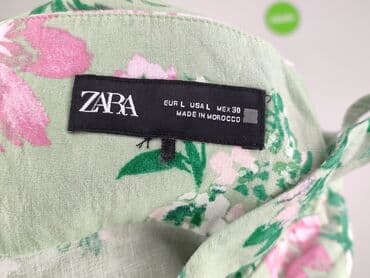 ZARA
EUR L USA L MEX 30
MADE IN MOROCCO